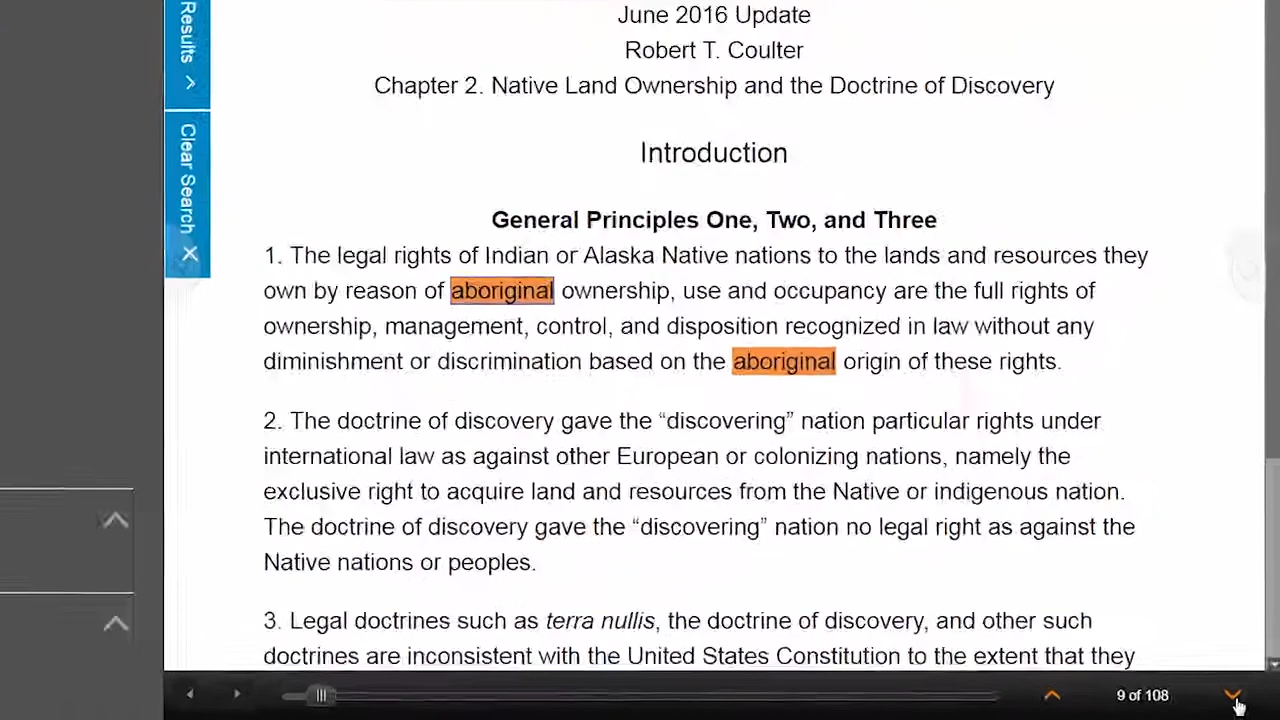 Results
Clear Search
June 2016 Update
Robert T. Coulter
Chapter 2. Native Land Ownership and the Doctrine of Discovery
Introduction
General Principles One, Two, and Three
1. The legal rights of Indian or Alaska Native nations to the lands and resources they
own by reason of aboriginal ownership, use and occupancy are the full rights of
ownership, management, control, and disposition recognized in law without any
diminishment or discrimination based on the aboriginal origin of these rights.
2. The doctrine of discovery gave the “discovering” nation particular rights under
international law as against other European or colonizing nations, namely the
exclusive right to acquire land and resources from the Native or indigenous nation.
The doctrine of discovery gave the “discovering” nation no legal right as against the
Native nations or peoples.
3. Legal doctrines such as terra nullis, the doctrine of discovery, and other such
doctrines are inconsistent with the United States Constitution to the extent that they
9 of 108